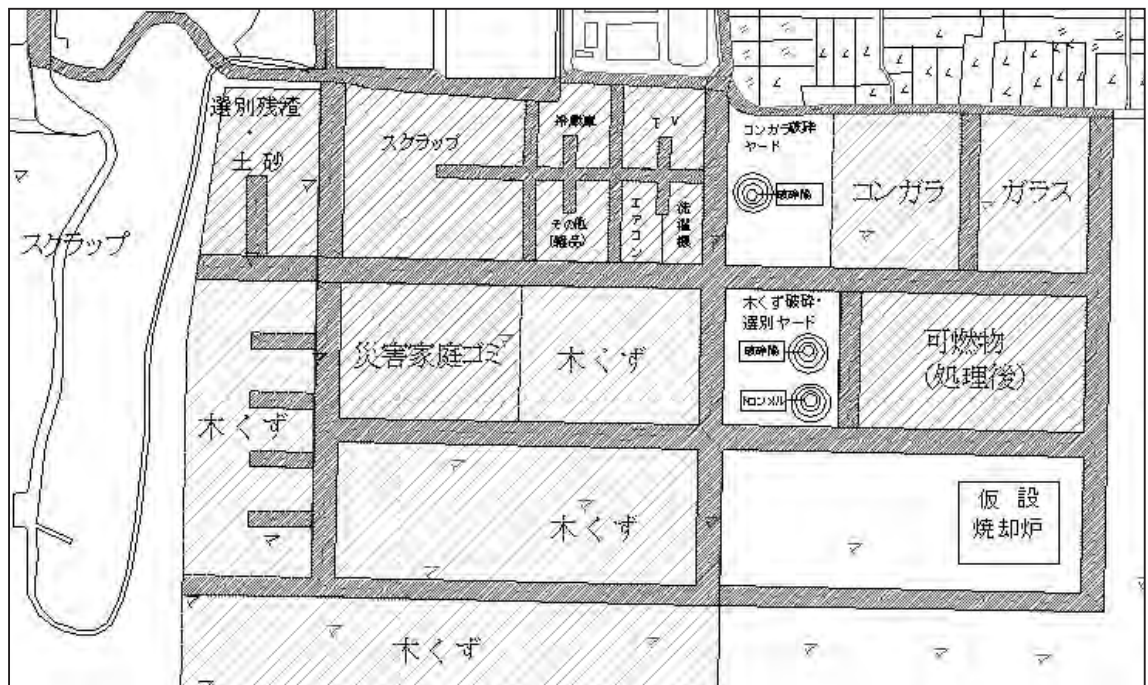 選別残渣
・
土砂
スクラップ
スクラップ
冷蔵庫
TV
その他
(雑品)
エアコン
洗濯機
コンガラ破砕
ヤード
破砕機
コンガラ
ガラス
木くず
災害家庭ゴミ
木くず
木くず破砕・
選別ヤード
破砕機
トロンメル
可燃物
(処理後)
木くず
仮設
焼却炉
木くず